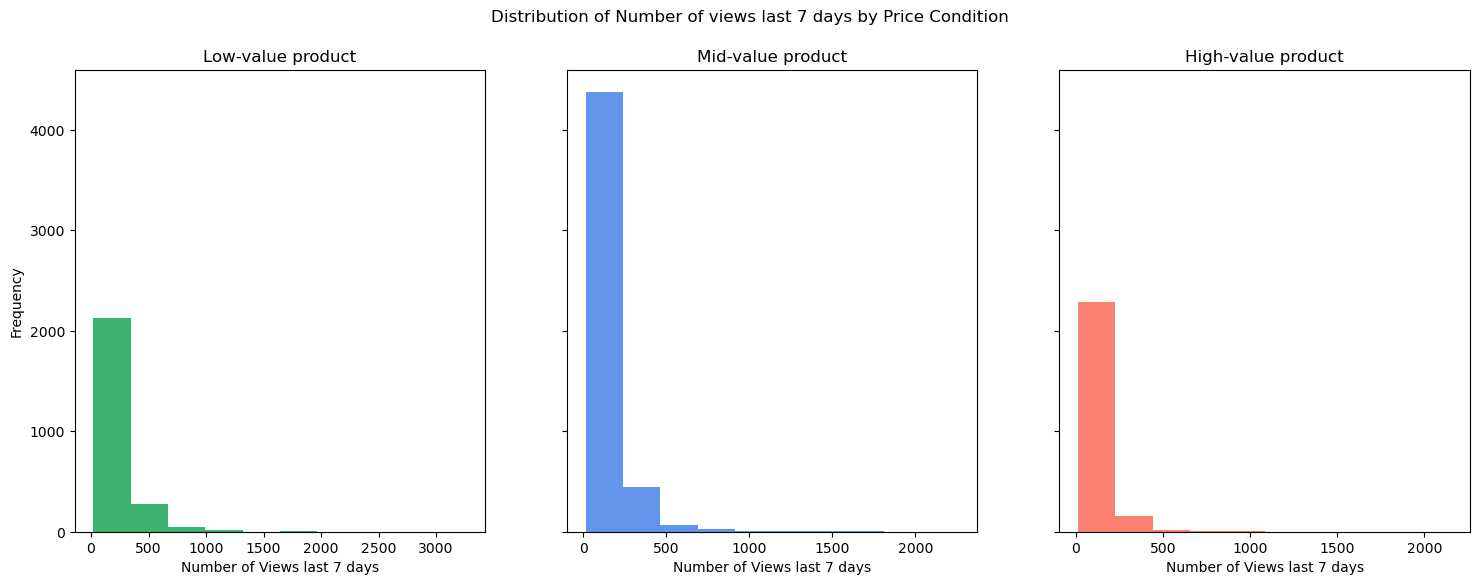 Distribution of Number of views last 7 days by Price Condition
Low-value product
Mid-value product
High-value product
Frequency
4000
3000
2000
1000
0
0 500 1000 1500 2000 2500 3000
0 500 1000 1500 2000
0 500 1000 1500 2000
Number of Views last 7 days
Number of Views last 7 days
Number of Views last 7 days